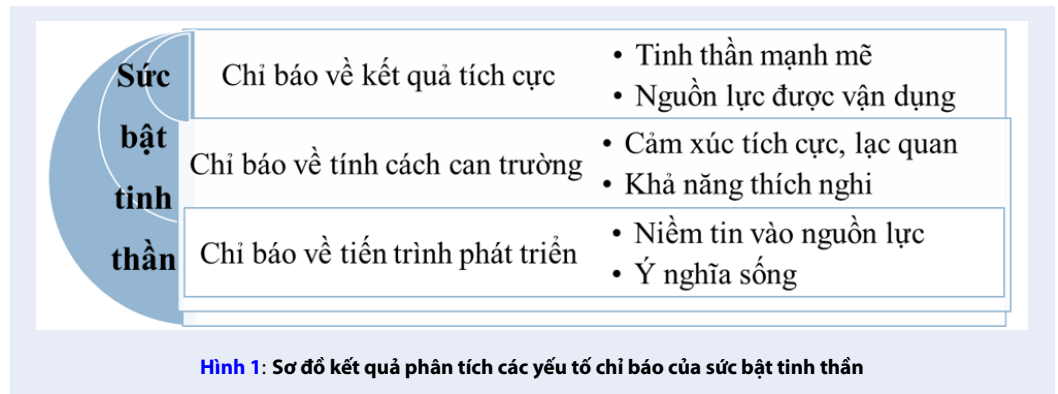 Sức
bật
tinh
thần
Chỉ báo về kết quả tích cực
• Tinh thần mạnh mẽ
• Nguồn lực được vận dụng
Chỉ báo về tính cách can trường
• Cảm xúc tích cực, lạc quan
• Khả năng thích nghi
Chỉ báo về tiến trình phát triển
• Niềm tin vào nguồn lực
• Ý nghĩa sống
Hình 1: Sơ đồ kết quả phân tích các yếu tố chỉ báo của sức bật tinh thần